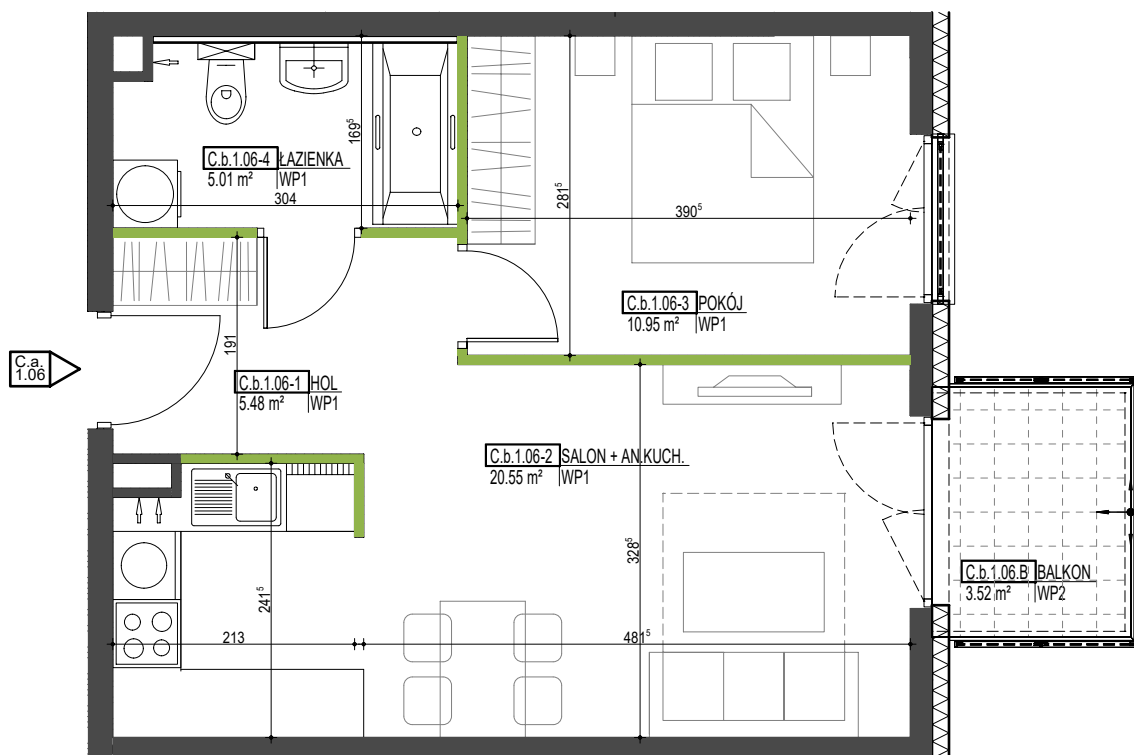 C.b.1.06-4 ŁAZIENKA
5.01 m² WP1
304
169⁵
281⁵
390⁵
C.b.1.06-3 POKÓJ
10.95 m² WP1
C.a.
1.06
191
C.b.1.06-1 HOL
5.48 m² WP1
C.b.1.06-2 SALON + AN.KUCH.
20.55 m² WP1
328⁵
241⁵
C.b.1.06.B BALKON
3.52 m² WP2
213
481⁵